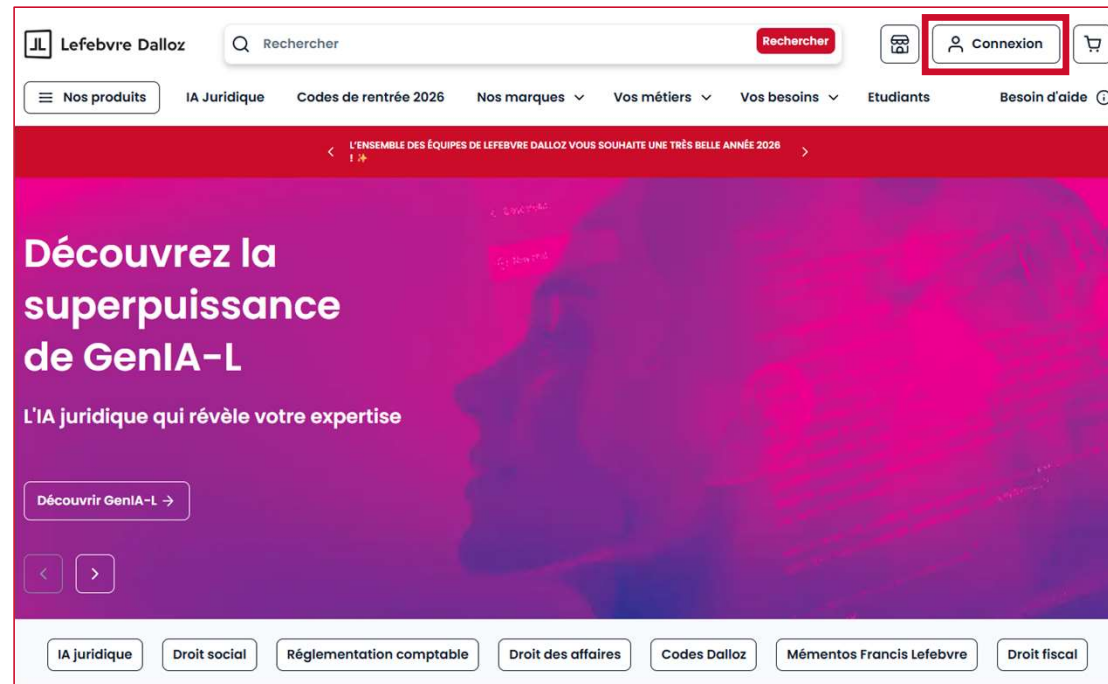 Lefebvre Dalloz
Rechercher
Rechercher
Connexion
Nos produits
IA Juridique
Codes de rentrée 2026
Nos marques
Vos métiers
Vos besoins
Etudiants
Besoin d'aide
L'ENSEMBLE DES ÉQUIPES DE LEFEBVRE DALLOZ VOUS SOUHAITE UNE TRÈS BELLE ANNÉE 2026
! ✨
Découvrez la
superpuissance
de GenIA-L
L'IA juridique qui révèle votre expertise
Découvrir GenIA-L →
IA juridique
Droit social
Réglementation comptable
Droit des affaires
Codes Dalloz
Mémentos Francis Lefebvre
Droit fiscal